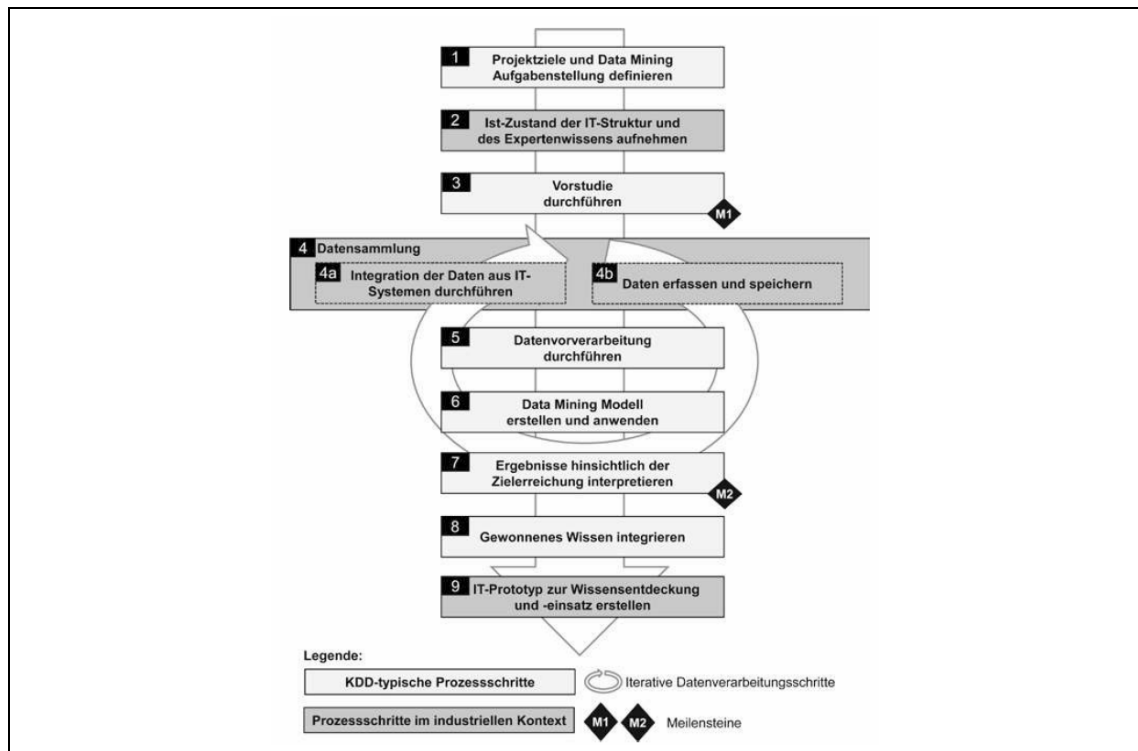 1
Projektziele und Data Mining
Aufgabenstellung definieren
2
Ist-Zustand der IT-Struktur und
des Expertenwissens aufnehmen
3
Vorstudie
durchführen
M1
4 Datensammlung
4a
Integration der Daten aus IT-
Systemen durchführen
4b
Daten erfassen und speichern
5
Datenvorverarbeitung
durchführen
6
Data Mining Modell
erstellen und anwenden
7
Ergebnisse hinsichtlich der
Zielerreichung interpretieren
M2
8
Gewonnenes Wissen integrieren
9
IT-Prototyp zur Wissensentdeckung
und -einsatz erstellen
Legende:
KDD-typische Prozessschritte
Iterative Datenverarbeitungsschritte
Prozessschritte im industriellen Kontext
M1 M2 Meilensteine